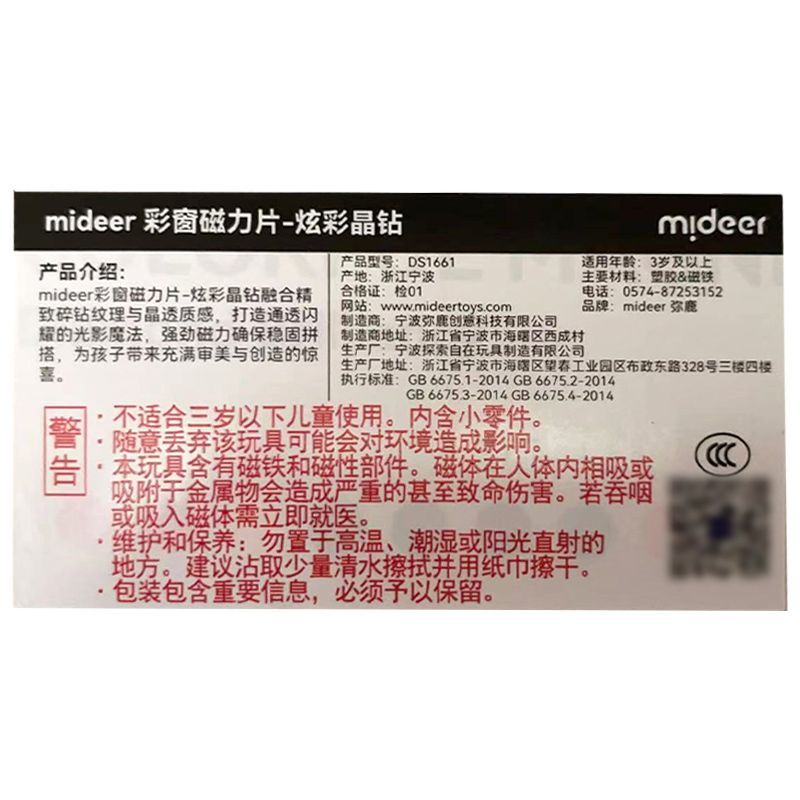 mideer 彩窗磁力片-炫彩晶钻
mideer
产品介绍：
mideer彩窗磁力片-炫彩晶钻融合精
致碎钻纹理与晶透质感，打造通透闪
耀的光影魔法，强劲磁力确保稳固拼
搭，为孩子带来充满审美与创造的惊
喜。
产品型号：DS1661
产地：浙江宁波
合格证：检01
网站：www.mideertoys.com
适用年龄：3岁及以上
主要材料：塑胶&磁铁
电话：0574-87253152
品牌：mideer 弥鹿
制造商：宁波弥鹿创意科技有限公司
制造商地址：浙江省宁波市海曙区西成村
生产厂：宁波探索自在玩具制造有限公司
生产厂地址：浙江省宁波市海曙区望春工业园区布政东路328号三楼四楼
执行标准：GB 6675.1-2014 GB 6675.2-2014
GB 6675.3-2014 GB 6675.4-2014
警告
· 不适合三岁以下儿童使用。内含小零件。
· 随意丢弃该玩具可能会对环境造成影响。
· 本玩具含有磁铁和磁性部件。磁体在人体内相吸或
吸附于金属物会造成严重的甚至致命伤害。若吞咽
或吸入磁体需立即就医。
· 维护和保养：勿置于高温、潮湿或阳光直射的
地方。建议沾取少量清水擦拭并用纸巾擦干。
· 包装包含重要信息，必须予以保留。
CCC